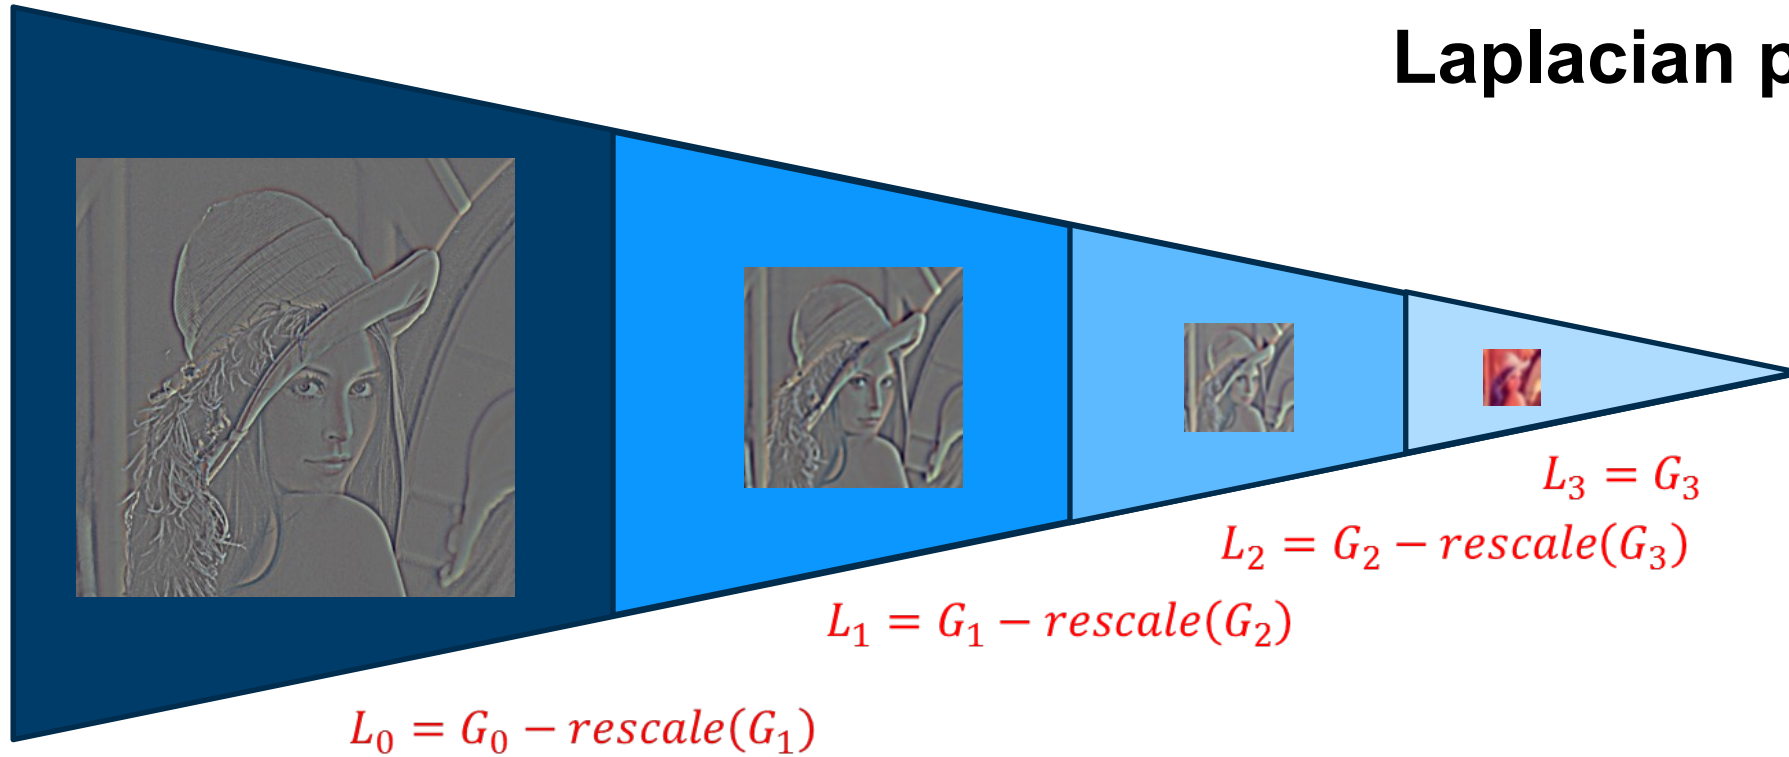 Laplacian p
L₃ = G₃
L₂ = G₂ − rescale(G₃)
L₁ = G₁ − rescale(G₂)
L₀ = G₀ − rescale(G₁)